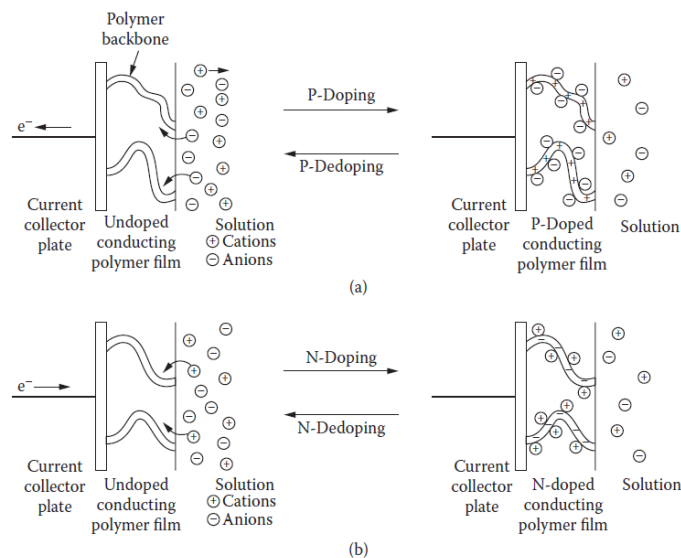 Polymer
backbone
e−
Current
collector
plate
Undoped
conducting
polymer film
Solution
⊕ Cations
⊖ Anions
P-Doping
P-Dedoping
Current
collector
plate
P-Doped
conducting
polymer film
Solution
(a)
e−
Current
collector
plate
Undoped
conducting
polymer film
Solution
⊕ Cations
⊖ Anions
N-Doping
N-Dedoping
Current
collector
plate
N-doped
conducting
polymer film
Solution
(b)